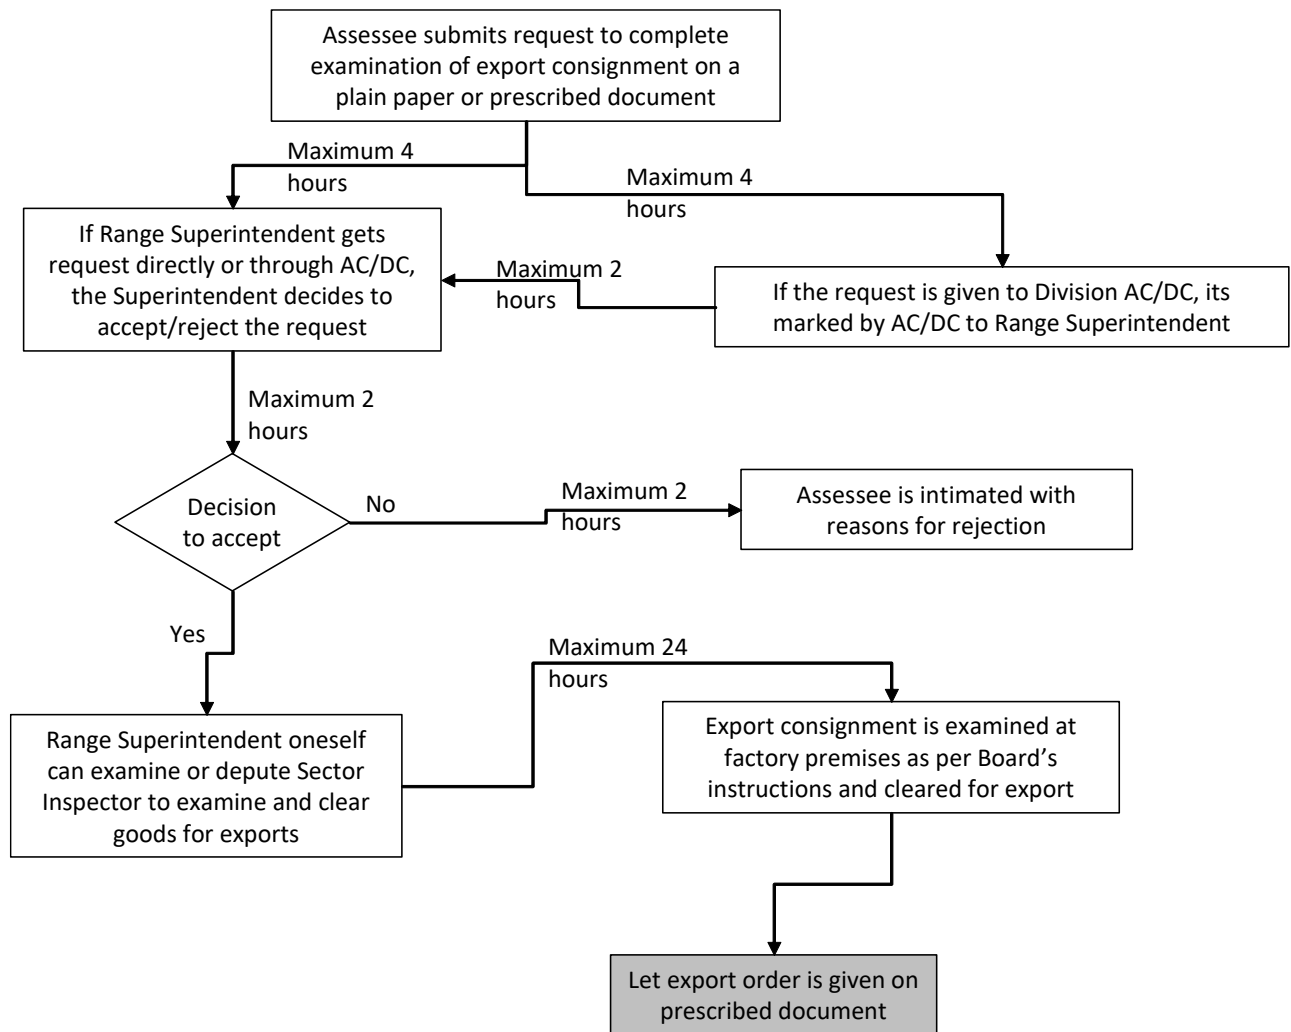 Assessee submits request to complete
examination of export consignment on a
plain paper or prescribed document
Maximum 4
hours
Maximum 4
hours
If Range Superintendent gets
request directly or through AC/DC,
the Superintendent decides to
accept/reject the request
Maximum 2
hours
If the request is given to Division AC/DC, its
marked by AC/DC to Range Superintendent
Maximum 2
hours
Decision
to accept
No
Maximum 2
hours
Assessee is intimated with
reasons for rejection
Yes
Maximum 24
hours
Range Superintendent oneself
can examine or depute Sector
Inspector to examine and clear
goods for exports
Export consignment is examined at
factory premises as per Board’s
instructions and cleared for export
Let export order is given on
prescribed document